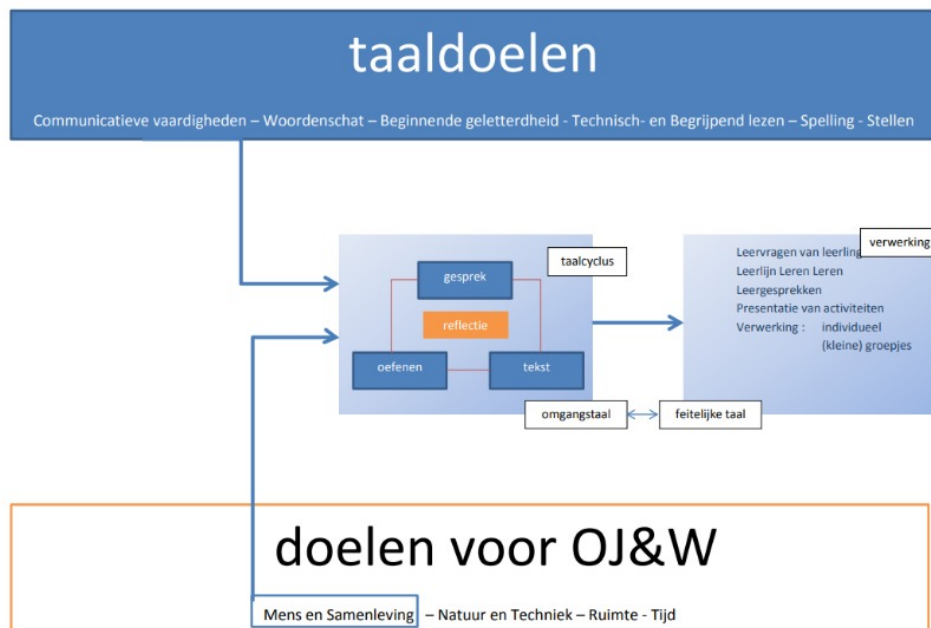 taaldoelen
Communicatieve vaardigheden – Woordenschat – Beginnende geletterdheid - Technisch- en Begrijpend lezen – Spelling - Stellen
taalcyclus
gesprek
reflectie
oefenen
tekst
verwerking
Leervragen van leerling
Leerlijn Leren Leren
Leergesprekken
Presentatie van activiteiten
Verwerking : individueel
(kleine) groepjes
omgangstaal
feitelijke taal
doelen voor OJ&W
Mens en Samenleving – Natuur en Techniek – Ruimte - Tijd